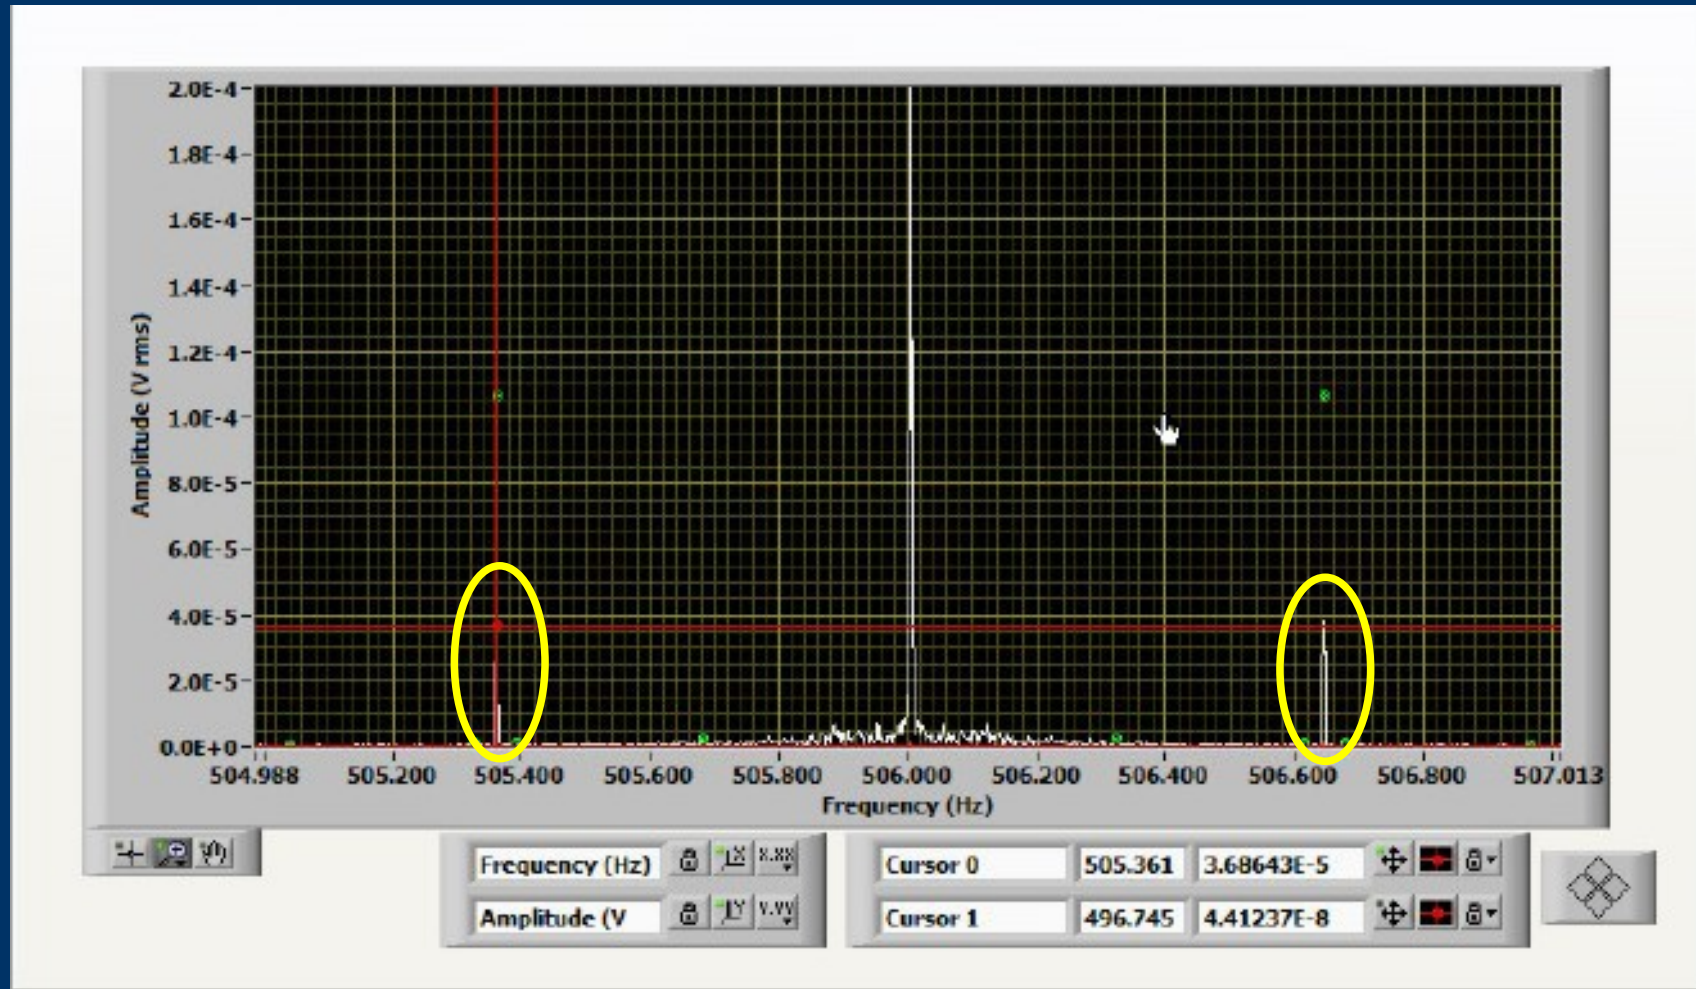 2.0E-4
1.8E-4
1.6E-4
1.4E-4
1.2E-4
1.0E-4
8.0E-5
6.0E-5
4.0E-5
2.0E-5
0.0E+0
Amplitude (V rms)
504.988 505.200 505.400 505.600 505.800 506.000 506.200 506.400 506.600 506.800 507.013
Frequency (Hz)
Frequency (Hz) X X.XX
Cursor 0 505.361 3.68643E-5
Amplitude (V Y Y.YY
Cursor 1 496.745 4.41237E-8